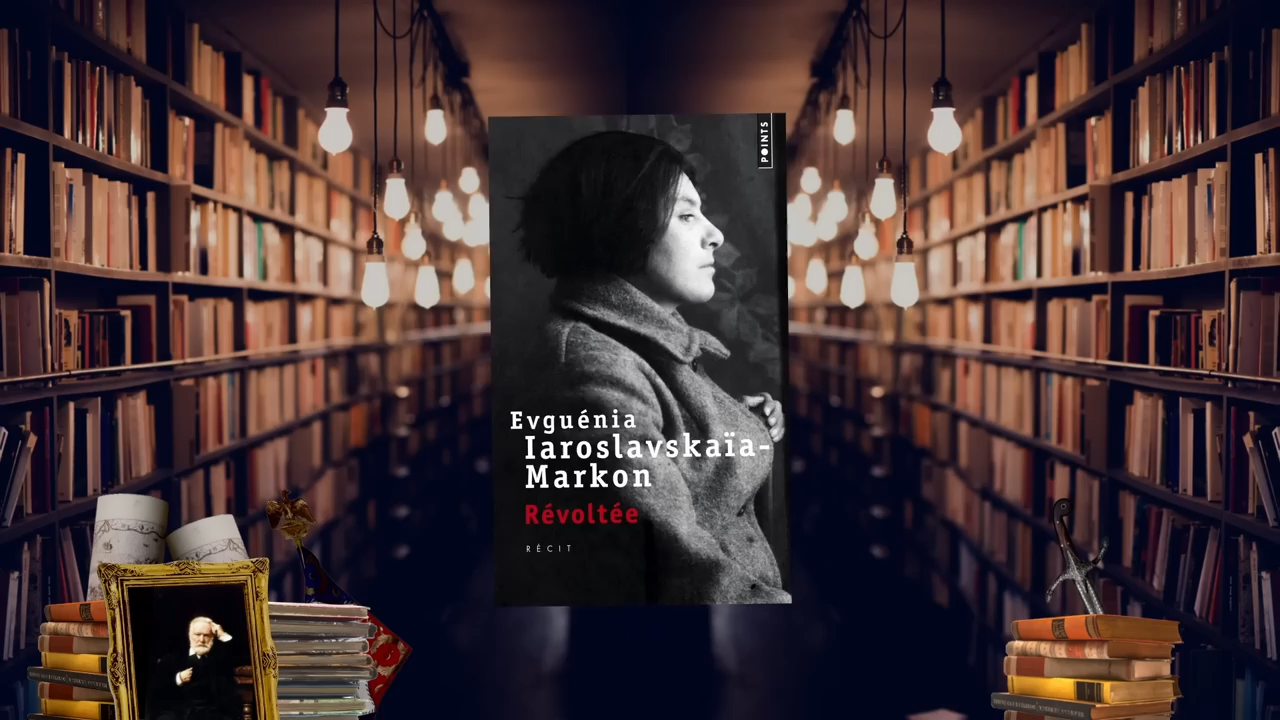 POINTS
Evguénia
Iaroslavskaïa-
Markon
Révoltée
RÉCIT